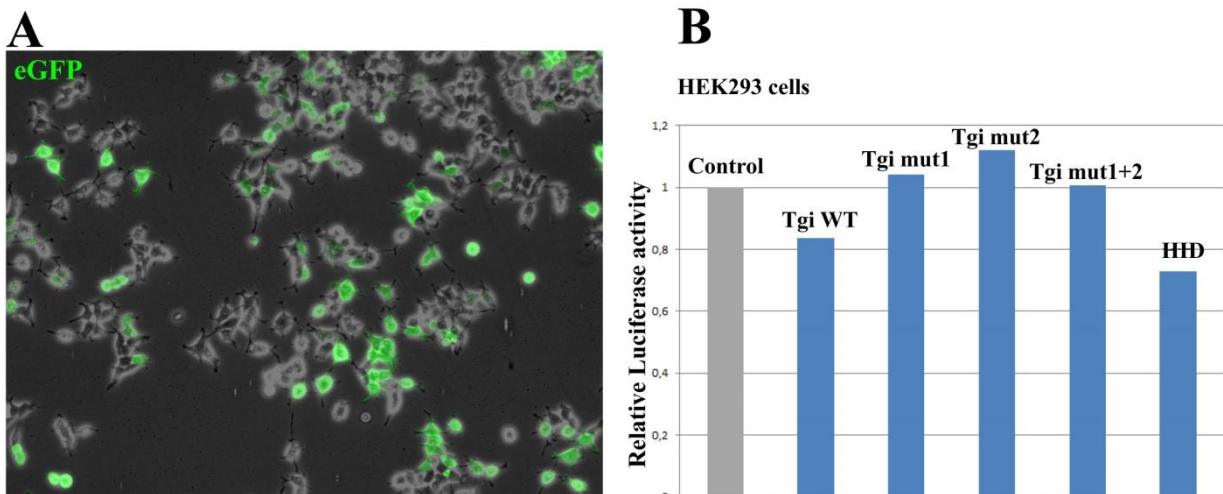 A
eGFP
B
HEK293 cells
Relative Luciferase activity
1,2
1
0,8
0,6
0,4
0,2
Control
Tgi WT
Tgi mut1
Tgi mut2
Tgi mut1+2
HID